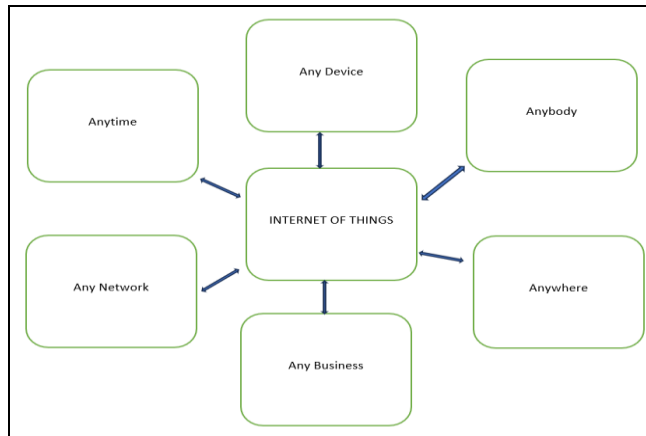 Any Device
Anytime
Anybody
INTERNET OF THINGS
Any Network
Anywhere
Any Business